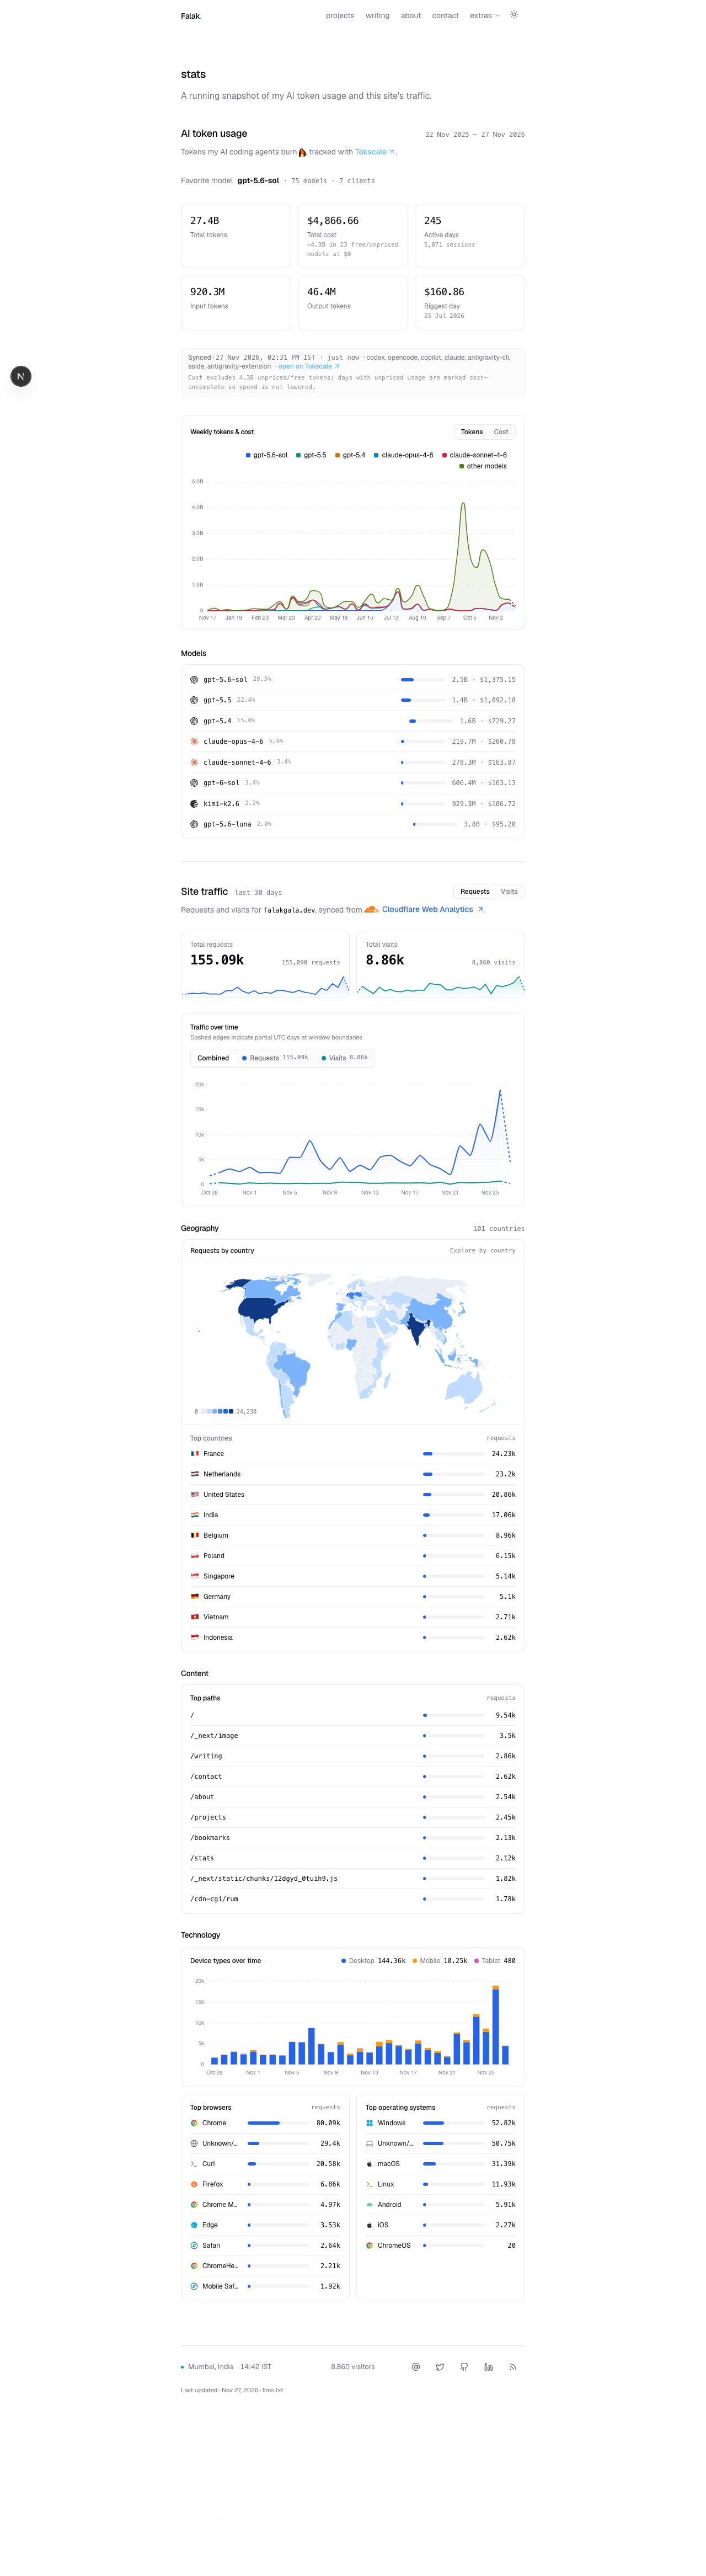 Falak
projects writing about contact extras
stats
A running snapshot of my AI token usage and this site's traffic.
AI token usage
22 Nov 2025 — 27 Nov 2026
Tokens my AI coding agents burn tracked with Tokscale ↗.
Favorite model gpt-5.6-sol · 75 models · 7 clients
27.4B
Total tokens
$4,866.66
Total cost
~4.3B in 23 free/unpriced
models at $0
245
Active days
5,071 sessions
920.3M
Input tokens
46.4M
Output tokens
$160.86
Biggest day
25 Jul 2026
N
Synced · 27 Nov 2026, 02:31 PM IST · just now · codex, opencode, copilot, claude, antigravity-cli,
aside, antigravity-extension · open on Tokscale ↗
Cost excludes 4.3B unpriced/free tokens; days with unpriced usage are marked cost-
incomplete so spend is not lowered.
Weekly tokens & cost
Tokens Cost
gpt-5.6-sol gpt-5.5 gpt-5.4 claude-opus-4-6 claude-sonnet-4-6
other models
5.0B
4.0B
3.0B
2.0B
1.0B
0
Nov 17 Jan 19 Feb 23 Mar 23 Apr 20 May 18 Jun 15 Jul 13 Aug 10 Sep 7 Oct 5 Nov 2
Models
gpt-5.6-sol 28.3% 2.5B · $1,375.15
gpt-5.5 22.4% 1.4B · $1,092.18
gpt-5.4 15.0% 1.6B · $729.27
claude-opus-4-6 5.4% 219.7M · $260.78
claude-sonnet-4-6 3.4% 278.3M · $163.87
gpt-6-sol 3.4% 606.4M · $163.13
kimi-k2.6 2.2% 929.3M · $106.72
gpt-5.6-luna 2.0% 3.8B · $95.20
Site traffic last 30 days
Requests Visits
Requests and visits for falakgala.dev, synced from Cloudflare Web Analytics ↗.
Total requests
155.09k 155,090 requests
Total visits
8.86k 8,860 visits
Traffic over time
Dashed edges indicate partial UTC days at window boundaries
Combined Requests 155.09k Visits 8.86k
20k
15k
10k
5k
0
Oct 28 Nov 1 Nov 5 Nov 9 Nov 13 Nov 17 Nov 21 Nov 25
Geography
101 countries
Requests by country
Explore by country
0 24,230
Top countries requests
France 24.23k
Netherlands 23.2k
United States 20.86k
India 17.06k
Belgium 8.96k
Poland 6.15k
Singapore 5.14k
Germany 5.1k
Vietnam 2.71k
Indonesia 2.62k
Content
Top paths requests
/ 9.54k
/_next/image 3.5k
/writing 2.86k
/contact 2.62k
/about 2.54k
/projects 2.45k
/bookmarks 2.13k
/stats 2.12k
/_next/static/chunks/12dgyd_0tuih9.js 1.82k
/cdn-cgi/rum 1.78k
Technology
Device types over time
Desktop 144.36k Mobile 10.25k Tablet 480
20k
15k
10k
5k
0
Oct 28 Nov 1 Nov 5 Nov 9 Nov 13 Nov 17 Nov 21 Nov 25
Top browsers requests
Chrome 80.09k
Unknown/... 29.4k
Curl 20.58k
Firefox 6.86k
Chrome M... 4.97k
Edge 3.53k
Safari 2.64k
ChromeHe... 2.21k
Mobile Saf... 1.92k
Top operating systems requests
Windows 52.82k
Unknown/... 50.75k
macOS 31.39k
Linux 11.93k
Android 5.91k
iOS 2.27k
ChromeOS 20
Mumbai, India 14:42 IST
8,860 visitors
Last updated · Nov 27, 2026 · llms.txt